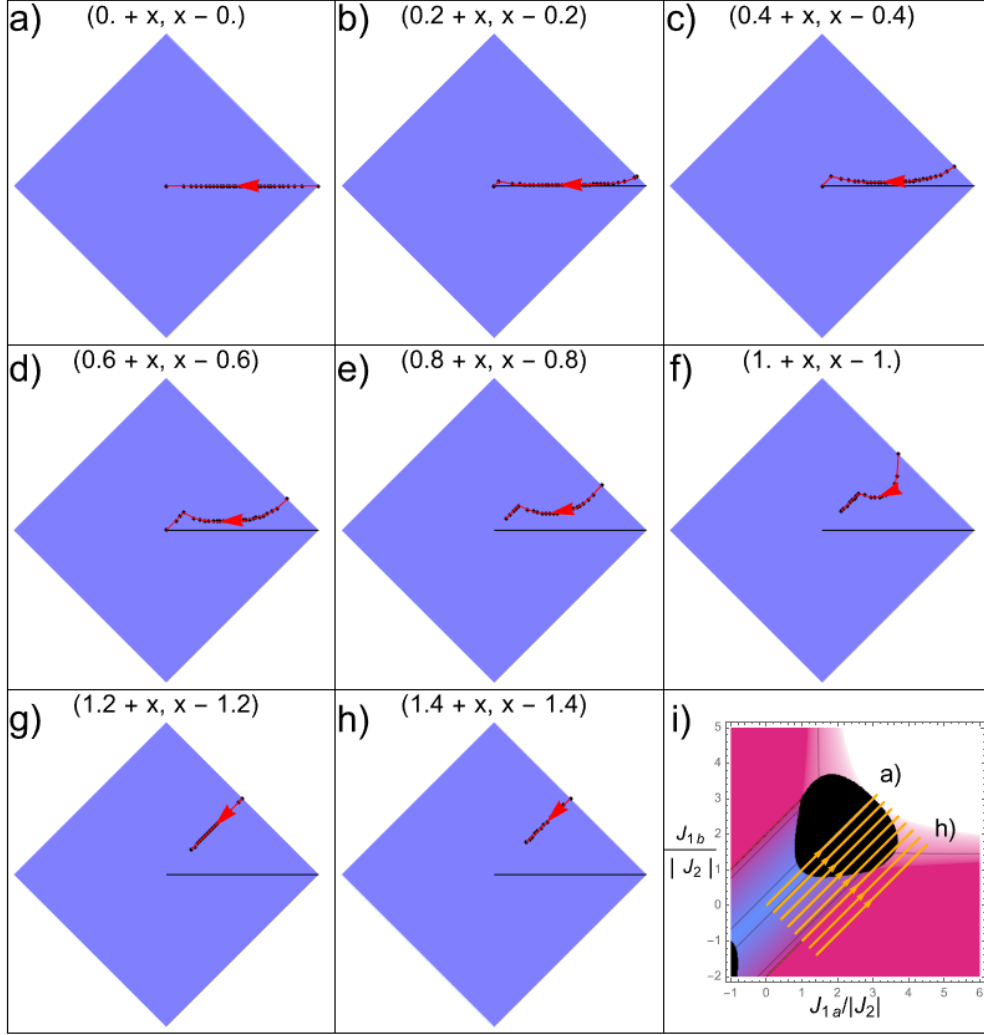 a) (0. + x, x − 0.)
b) (0.2 + x, x − 0.2)
c) (0.4 + x, x − 0.4)
d) (0.6 + x, x − 0.6)
e) (0.8 + x, x − 0.8)
f) (1. + x, x − 1.)
g) (1.2 + x, x − 1.2)
h) (1.4 + x, x − 1.4)
i)
a)
h)
J1b
|J2|
5
4
3
2
1
0
−1
−2
−1 0 1 2 3 4 5 6
J1a/|J2|